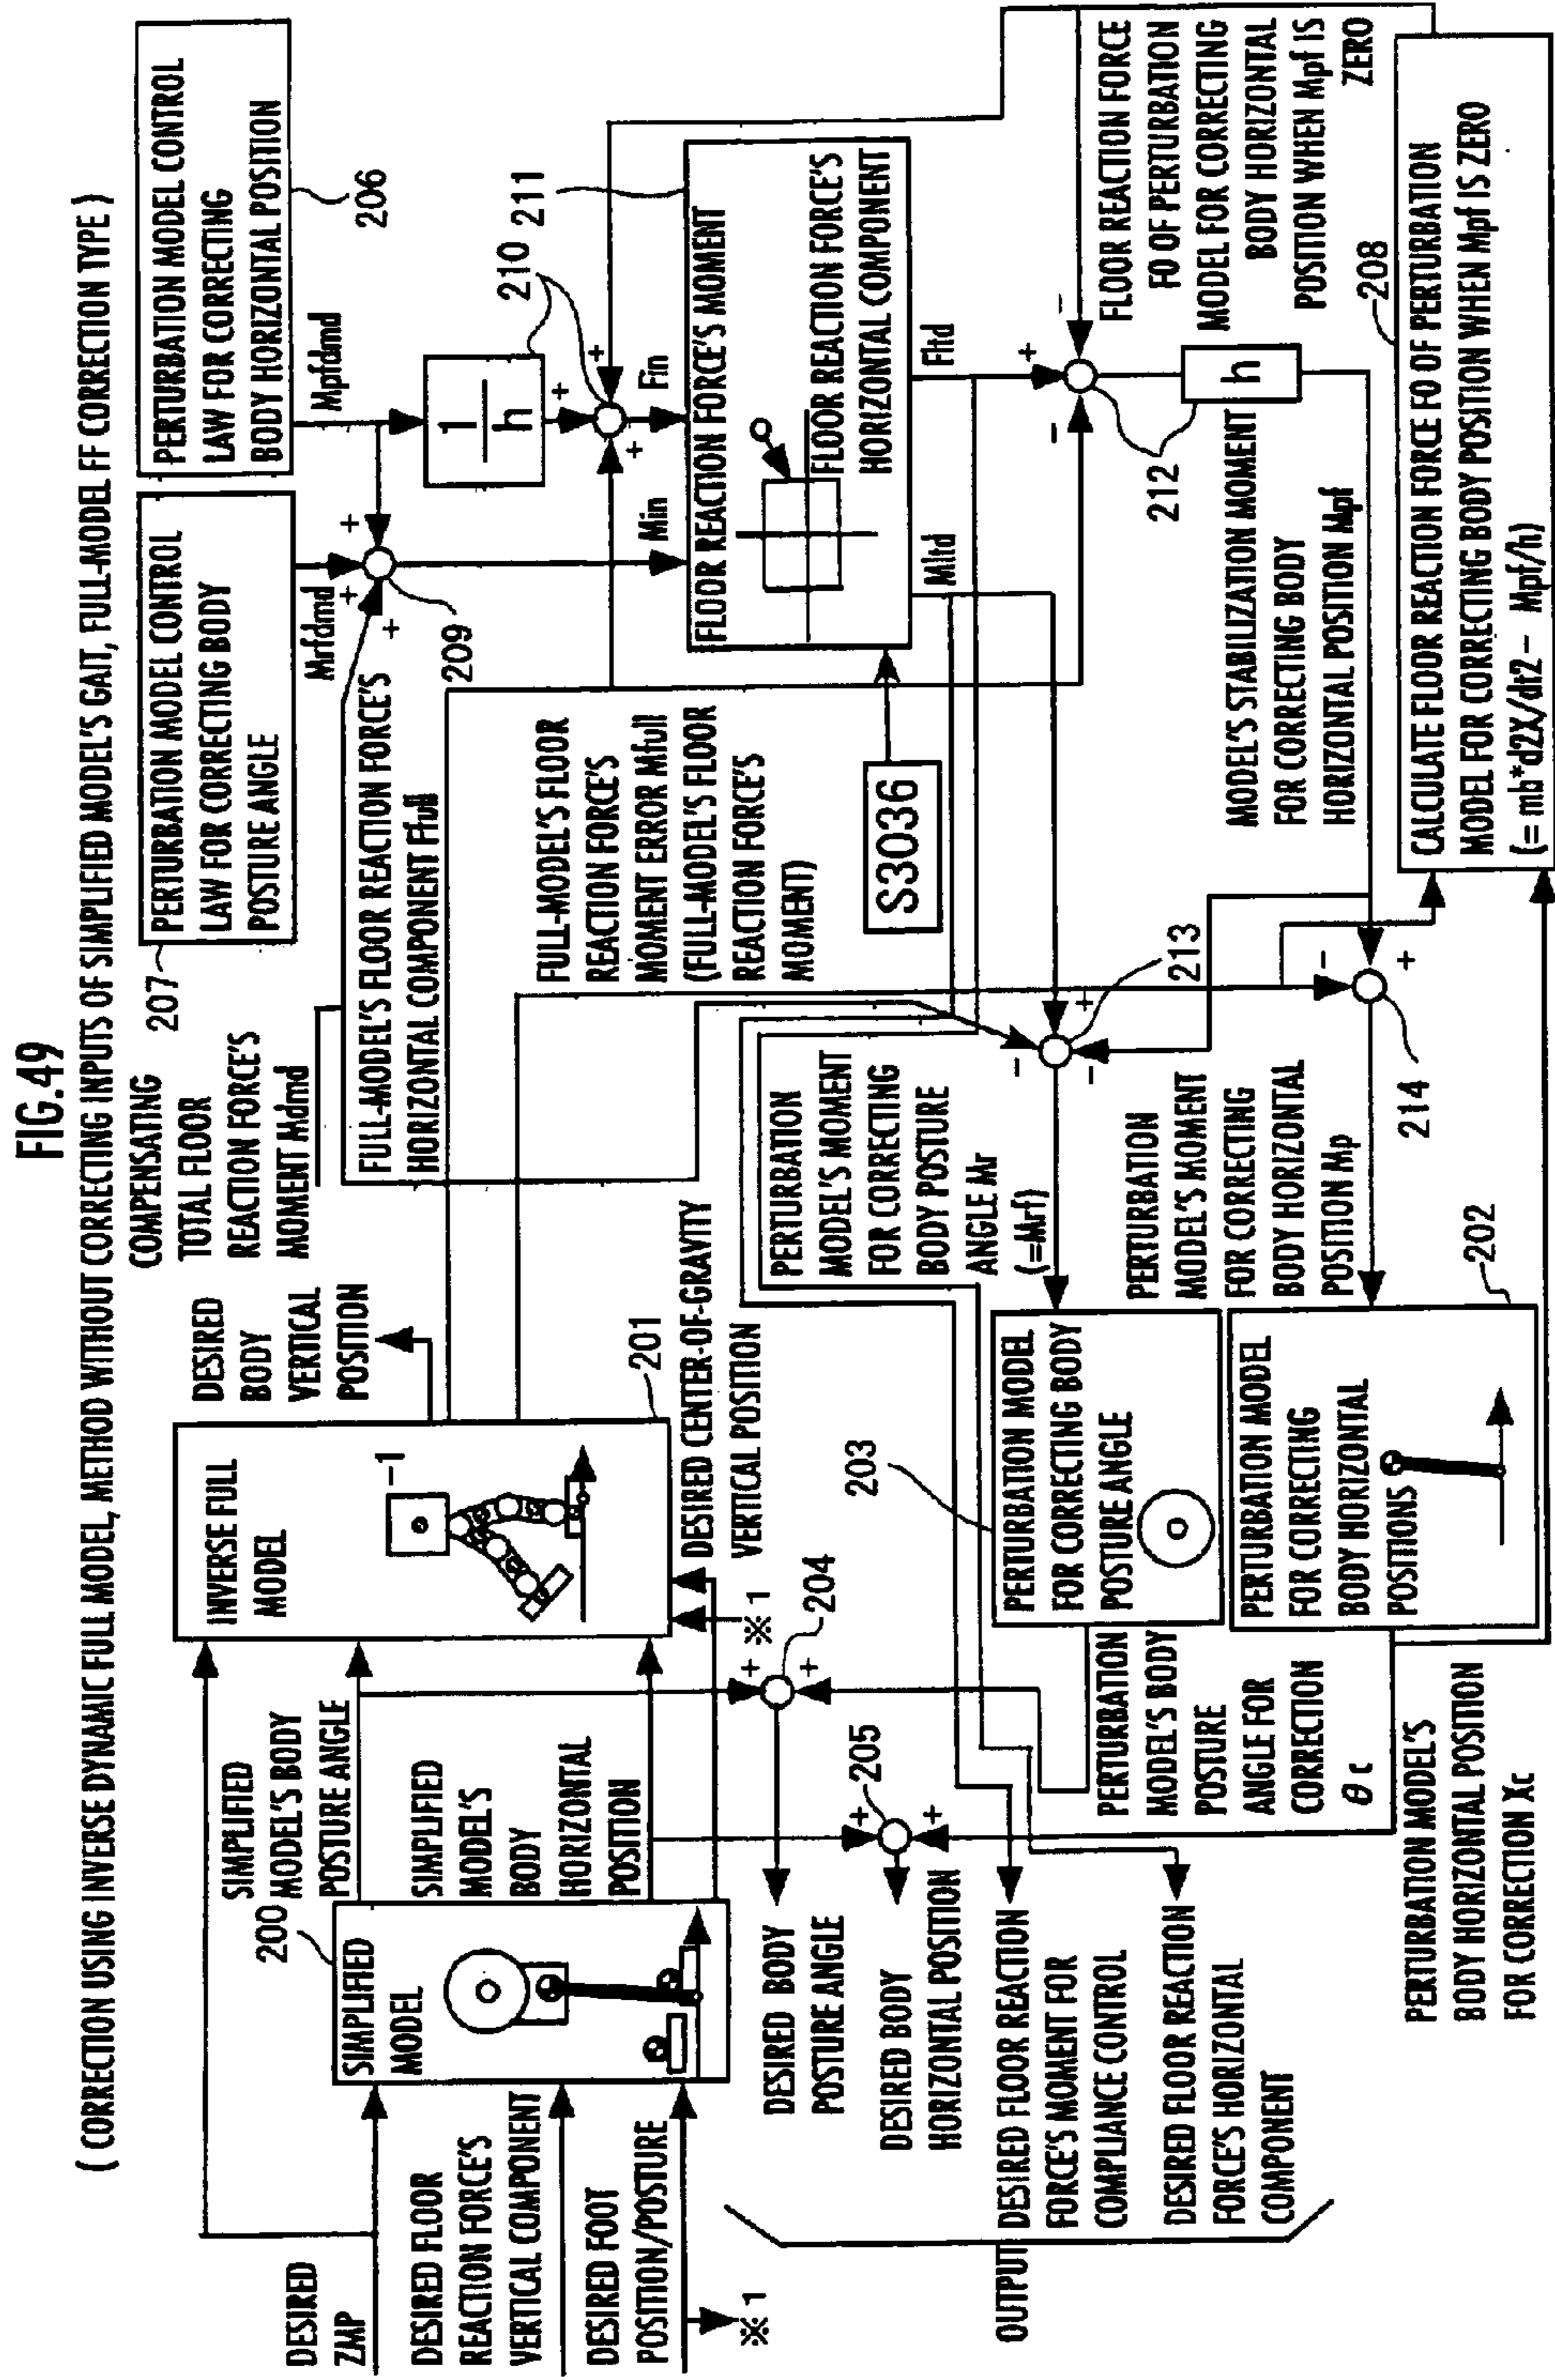 FIG.49
( CORRECTION USING INVERSE DYNAMIC FULL MODEL, METHOD WITHOUT CORRECTING INPUTS OF SIMPLIFIED MODEL'S GAIT, FULL-MODEL FF CORRECTION TYPE )
DESIRED
ZMP
DESIRED FLOOR
REACTION FORCE'S
VERTICAL COMPONENT
DESIRED FOOT
POSITION/POSTURE
※1
200
SIMPLIFIED
MODEL
SIMPLIFIED
MODEL'S BODY
POSTURE ANGLE
SIMPLIFIED
MODEL'S
BODY
HORIZONTAL
POSITION
INVERSE FULL
MODEL
-1
201
※1
DESIRED
BODY
VERTICAL
POSITION
DESIRED CENTER-OF-GRAVITY
VERTICAL POSITION
COMPENSATING
TOTAL FLOOR
REACTION FORCE'S
MOMENT Mdmd
207
PERTURBATION MODEL CONTROL
LAW FOR CORRECTING BODY
POSTURE ANGLE
PERTURBATION MODEL CONTROL
LAW FOR CORRECTING
BODY HORIZONTAL POSITION
206
Mrfdmd
Mpfdmd
+
+
+
209
1
h
210
+
+
+
Min
Fin
211
FULL-MODEL'S FLOOR REACTION FORCE'S
HORIZONTAL COMPONENT Ffull
FULL-MODEL'S FLOOR
REACTION FORCE'S
MOMENT ERROR Mfull
(FULL-MODEL'S FLOOR
REACTION FORCE'S
MOMENT)
S3036
FLOOR REACTION FORCE'S MOMENT
FLOOR REACTION FORCE'S
HORIZONTAL COMPONENT
Mltd
Fltd
+
-
-
212
h
FLOOR REACTION FORCE
F0 OF PERTURBATION
MODEL FOR CORRECTING
BODY HORIZONTAL
POSITION WHEN Mpf IS
ZERO
MODEL'S STABILIZATION MOMENT
FOR CORRECTING BODY
HORIZONTAL POSITION Mpf
208
CALCULATE FLOOR REACTION FORCE F0 OF PERTURBATION
MODEL FOR CORRECTING BODY POSITION WHEN Mpf IS ZERO
(= mb*d2X/dt2 - Mpf/h)
213
+
-
-
214
-
+
PERTURBATION
MODEL'S MOMENT
FOR CORRECTING
BODY POSTURE
ANGLE Mr
(=Mrf)
PERTURBATION
MODEL'S MOMENT
FOR CORRECTING
BODY HORIZONTAL
POSITION Mp
203
PERTURBATION MODEL
FOR CORRECTING BODY
POSTURE ANGLE
202
PERTURBATION MODEL
FOR CORRECTING
BODY HORIZONTAL
POSITIONS
204
+
+
205
+
+
PERTURBATION
MODEL'S BODY
POSTURE
ANGLE FOR
CORRECTION
θc
PERTURBATION MODEL'S
BODY HORIZONTAL POSITION
FOR CORRECTION Xc
DESIRED BODY
POSTURE ANGLE
DESIRED BODY
HORIZONTAL POSITION
DESIRED FLOOR REACTION
FORCE'S MOMENT FOR
COMPLIANCE CONTROL
DESIRED FLOOR REACTION
FORCE'S HORIZONTAL
COMPONENT
OUTPUT